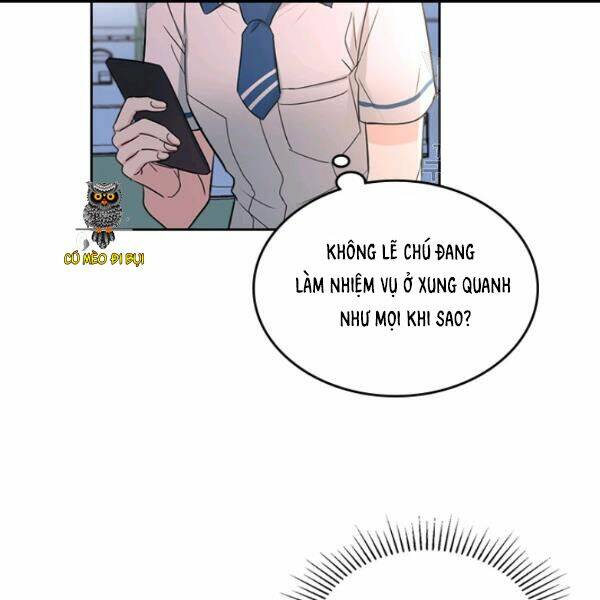 CÚ MÈO ĐI BỤI
KHÔNG LẼ CHÚ ĐANG
LÀM NHIỆM VỤ Ở XUNG QUANH
NHƯ MỌI KHI SAO?